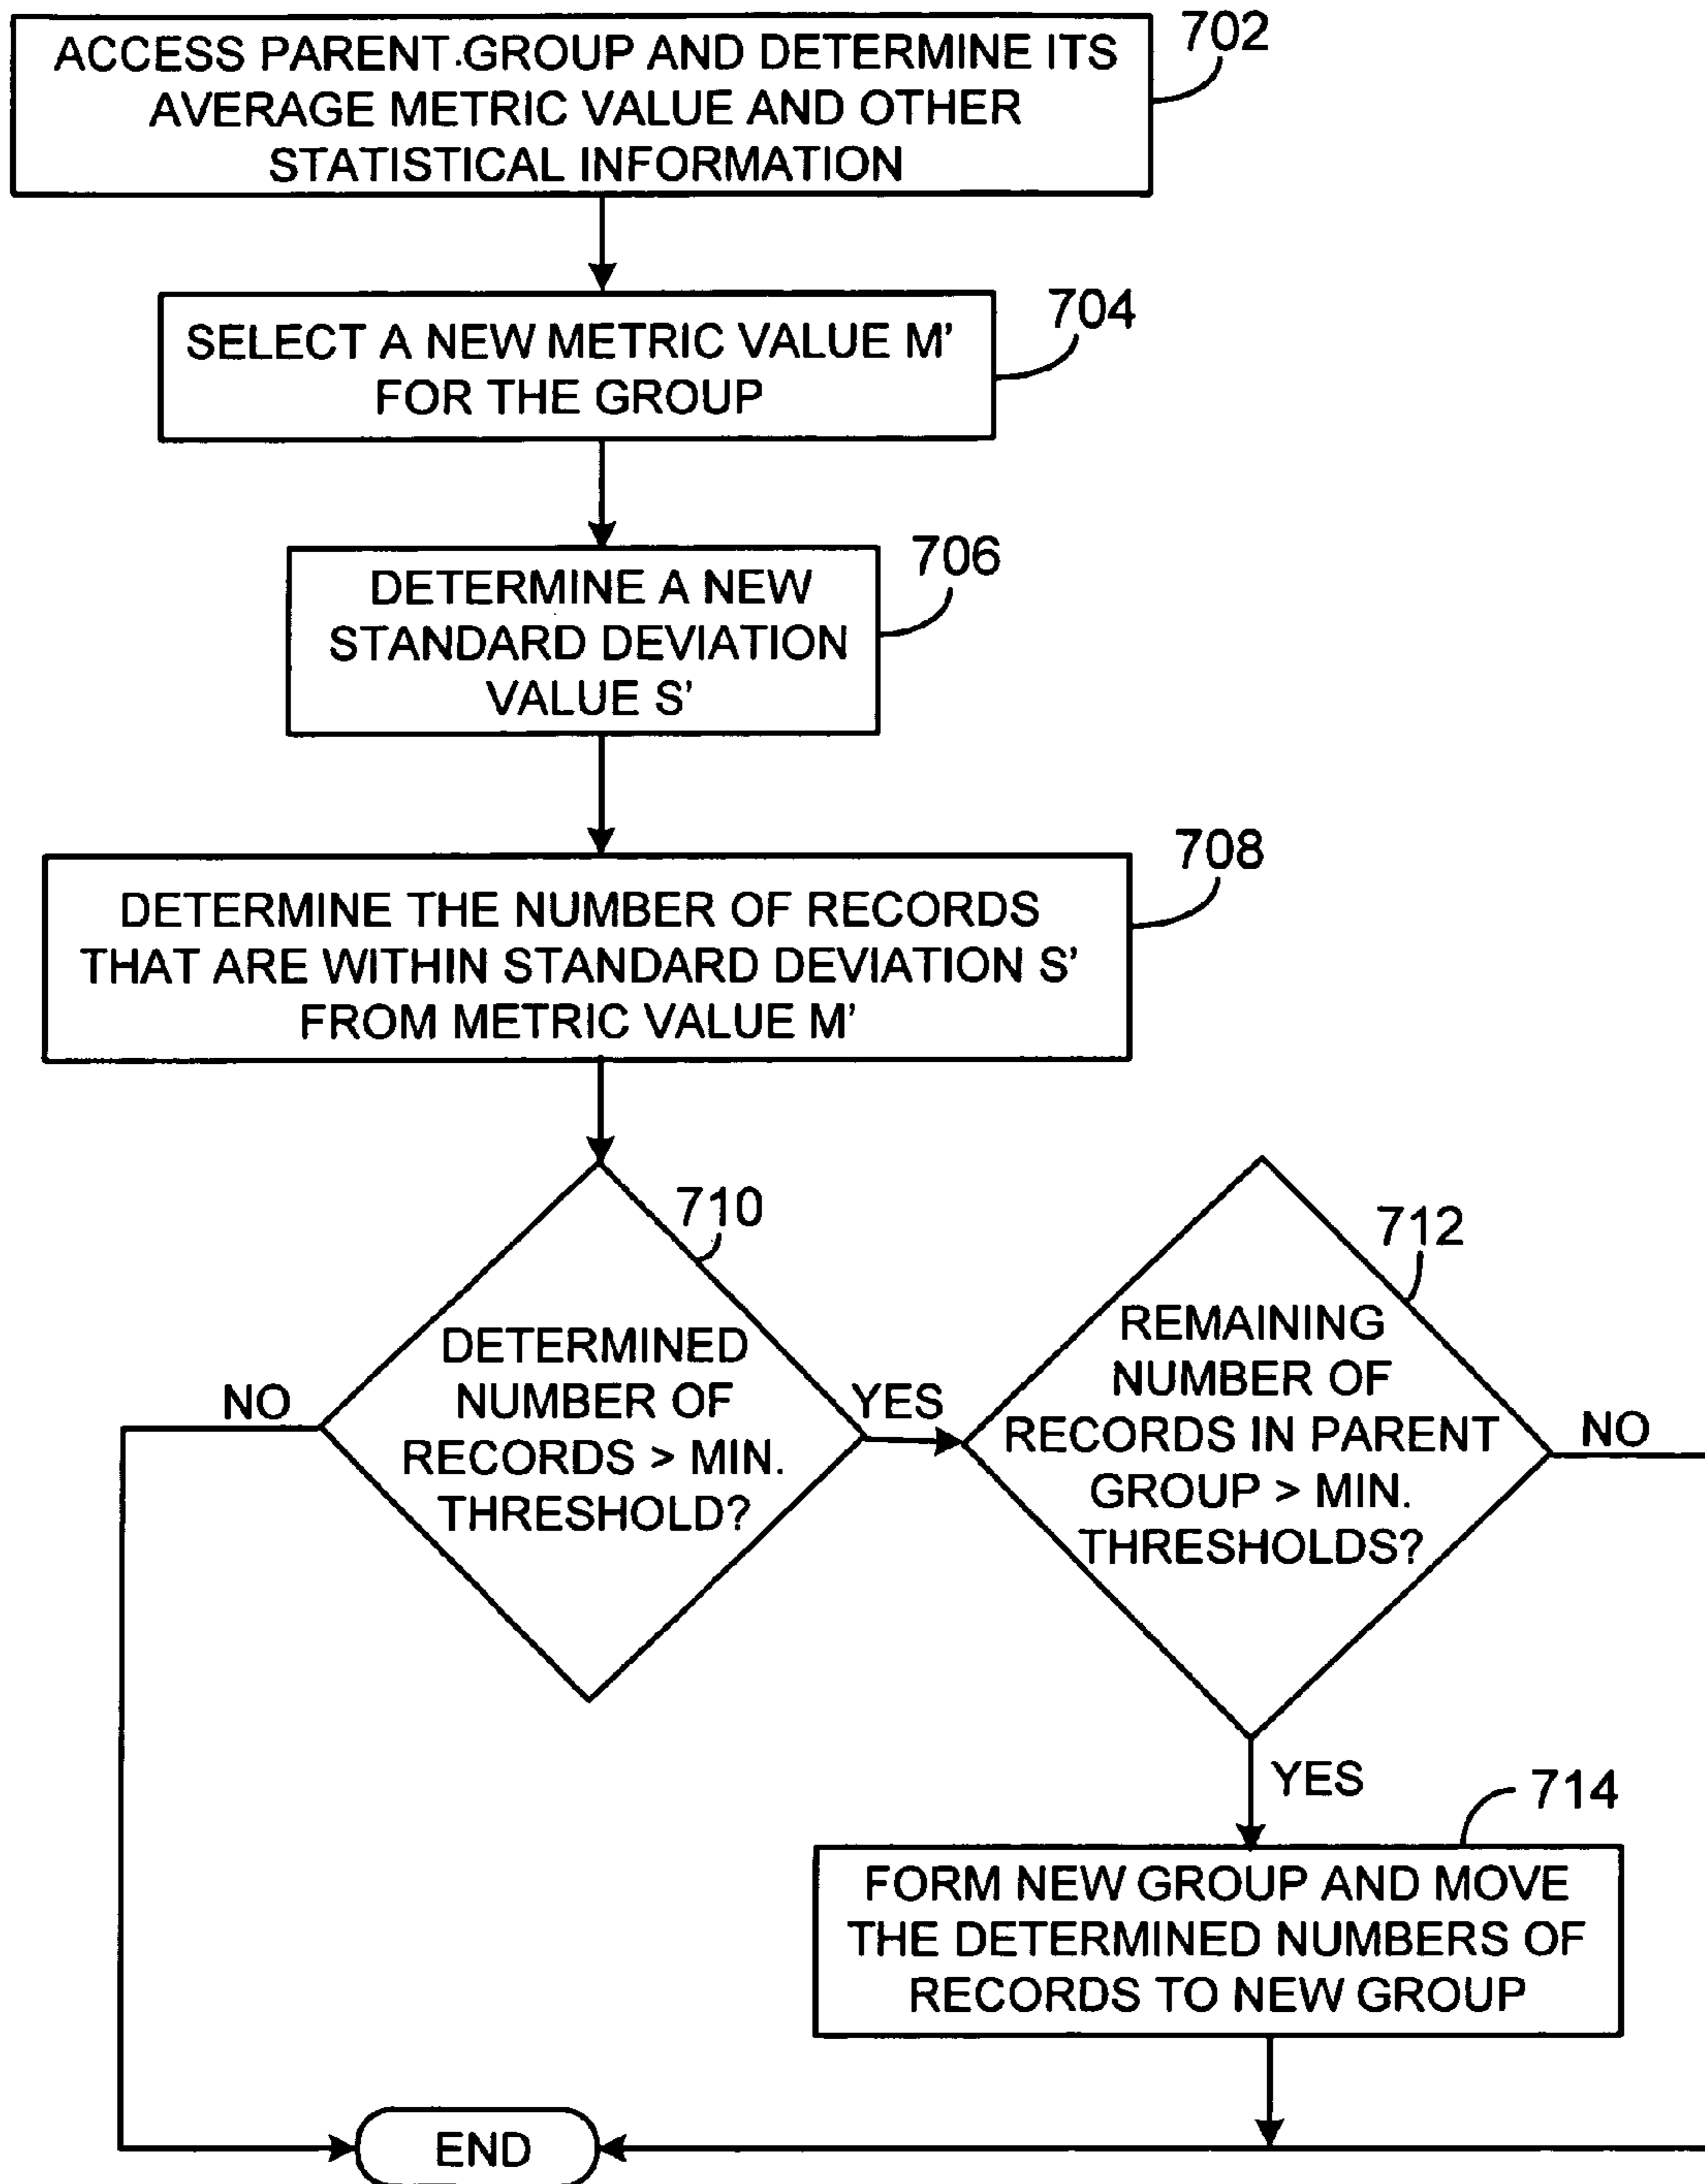 702
ACCESS PARENT GROUP AND DETERMINE ITS
AVERAGE METRIC VALUE AND OTHER
STATISTICAL INFORMATION
704
SELECT A NEW METRIC VALUE M'
FOR THE GROUP
706
DETERMINE A NEW
STANDARD DEVIATION
VALUE S'
708
DETERMINE THE NUMBER OF RECORDS
THAT ARE WITHIN STANDARD DEVIATION S'
FROM METRIC VALUE M'
710
DETERMINED
NUMBER OF
RECORDS > MIN.
THRESHOLD?
NO
YES
712
REMAINING
NUMBER OF
RECORDS IN PARENT
GROUP > MIN.
THRESHOLDS?
NO
YES
714
FORM NEW GROUP AND MOVE
THE DETERMINED NUMBERS OF
RECORDS TO NEW GROUP
END